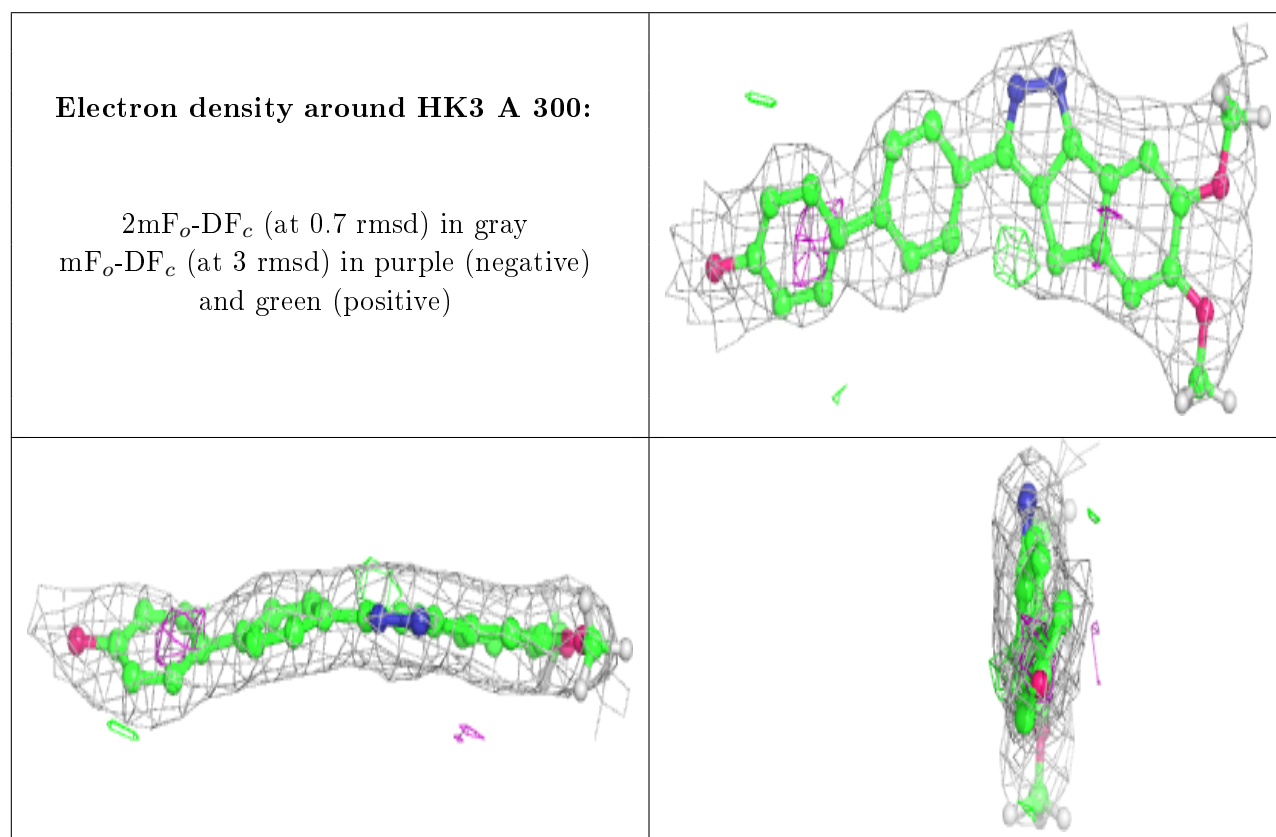 Electron density around HK3 A 300:
2mFₒ-DF𝒸 (at 0.7 rmsd) in gray
mFₒ-DF𝒸 (at 3 rmsd) in purple (negative)
and green (positive)